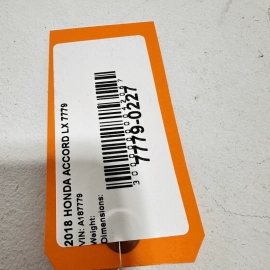 2018 HONDA ACCORD LX 7779
VIN: A187779
Weight:
Dimensions:
7779-0227